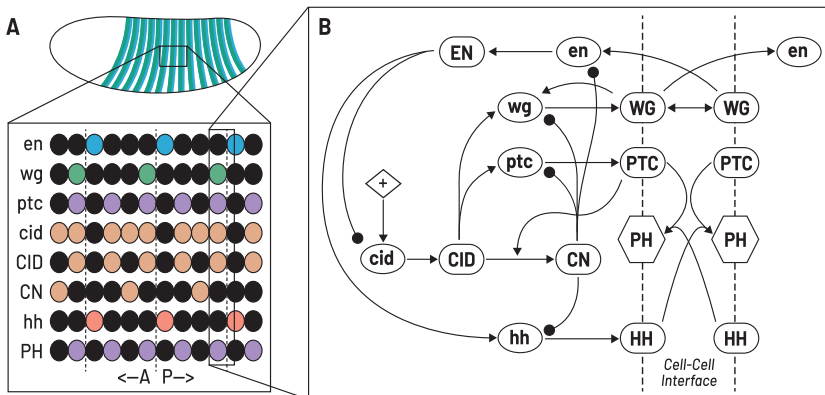 A
en
wg
ptc
cid
CID
CN
hh
PH
<—A P—>
B
EN
en
en
wg
WG
WG
ptc
PTC
PTC
+
cid
CID
CN
PH
PH
hh
HH
HH
Cell-Cell
Interface